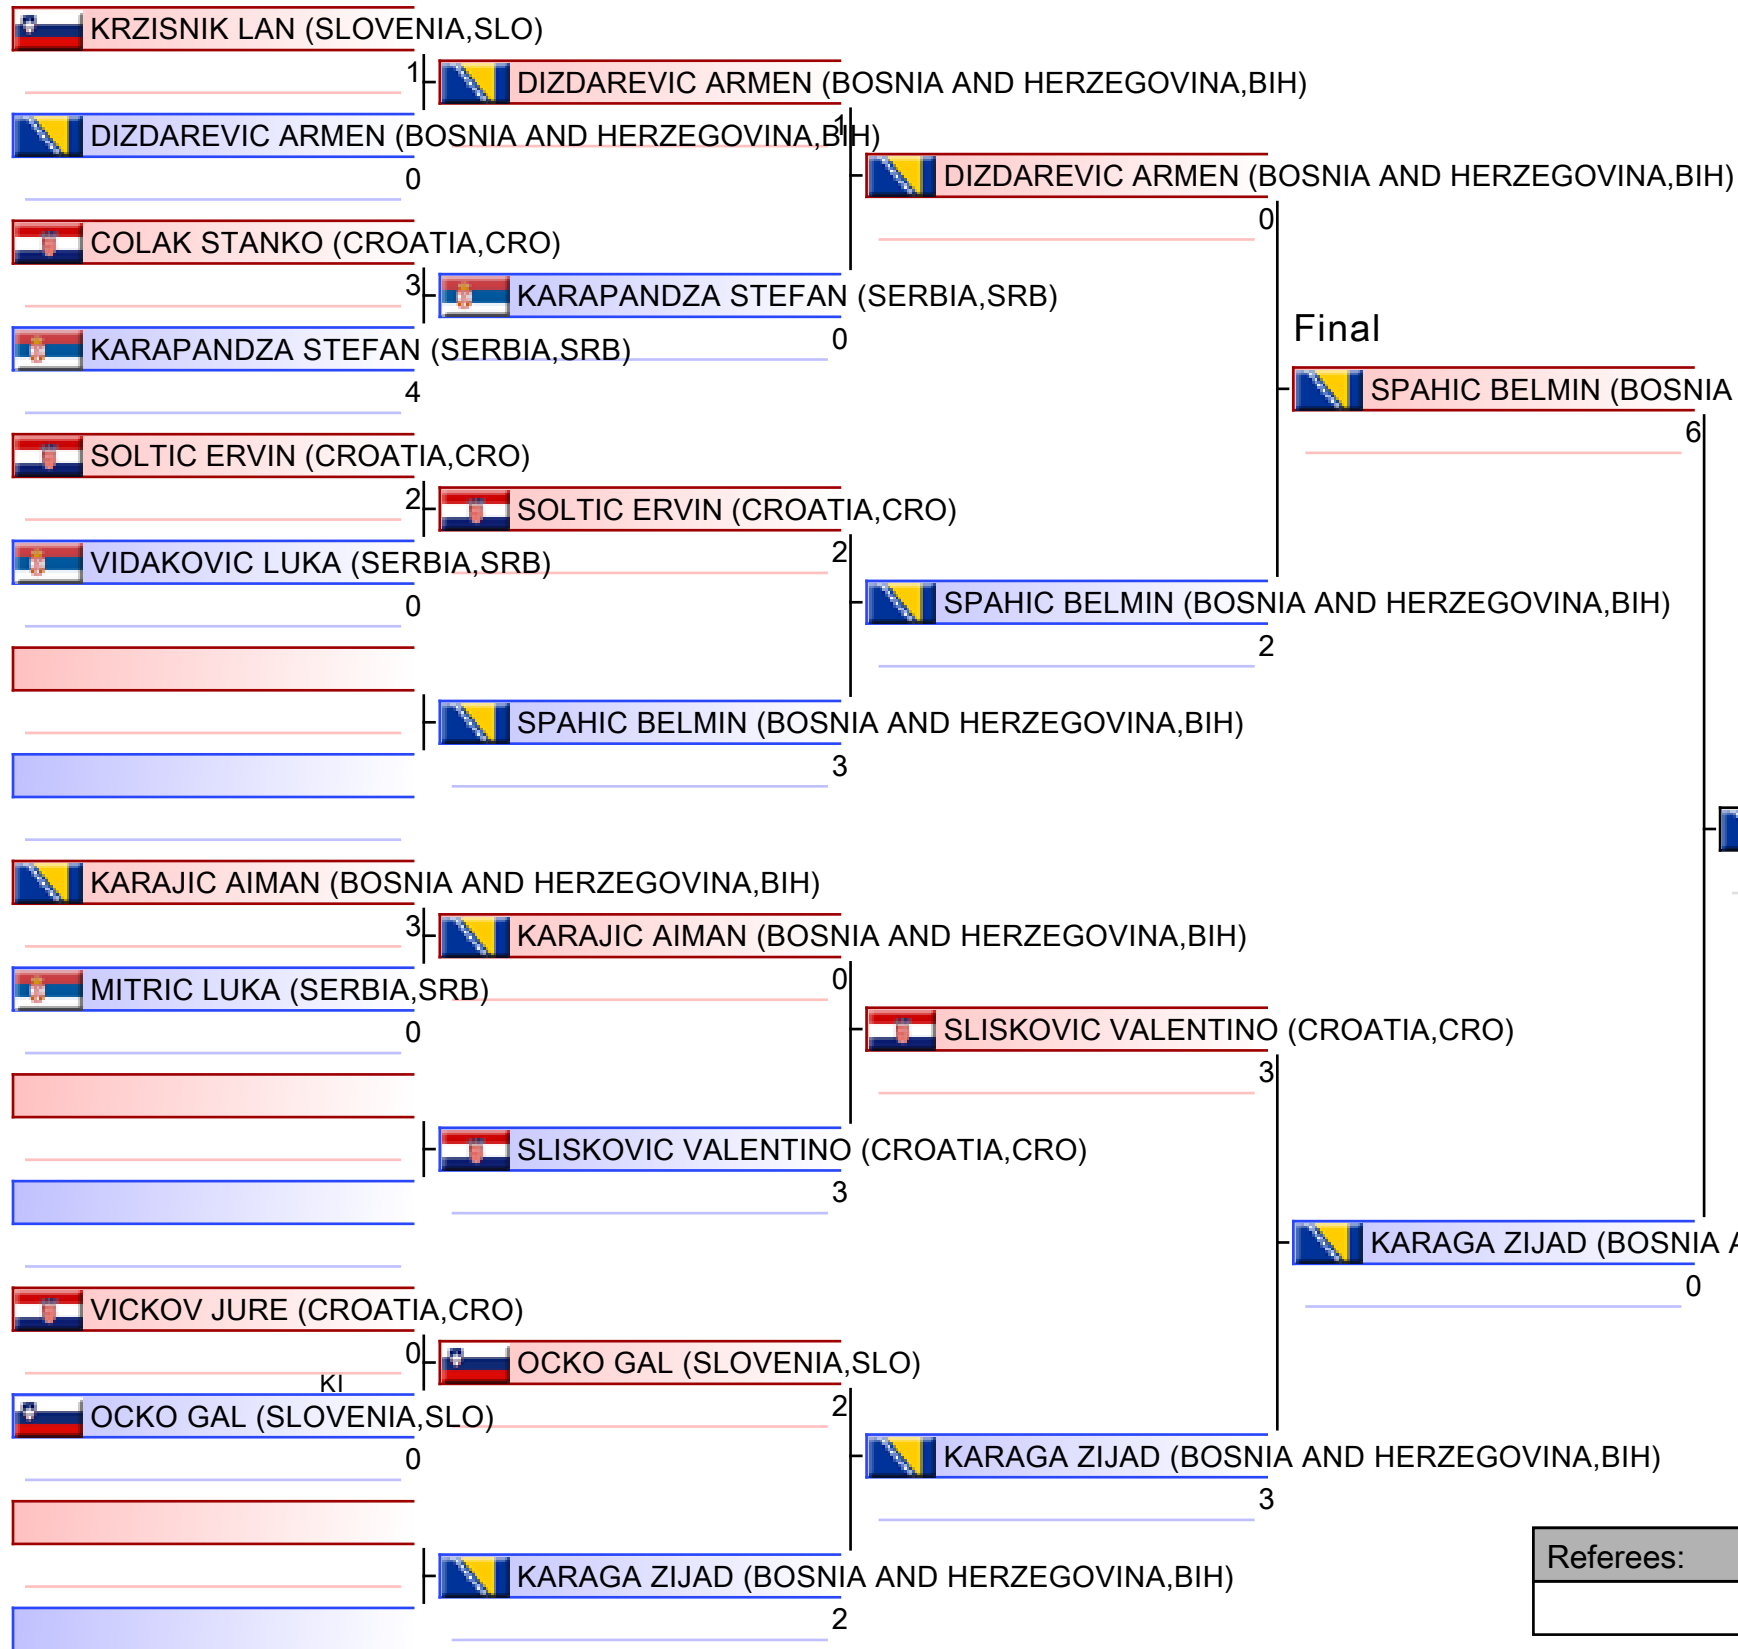 KRZISNIK LAN (SLOVENIA,SLO)
1
DIZDAREVIC ARMEN (BOSNIA AND HERZEGOVINA,BIH)
DIZDAREVIC ARMEN (BOSNIA AND HERZEGOVINA,BIH)
1
0
DIZDAREVIC ARMEN (BOSNIA AND HERZEGOVINA,BIH)
0
COLAK STANKO (CROATIA,CRO)
3
KARAPANDZA STEFAN (SERBIA,SRB)
0
KARAPANDZA STEFAN (SERBIA,SRB)
4
Final
SPAHIC BELMIN (BOSNIA
6
SOLTIC ERVIN (CROATIA,CRO)
2
SOLTIC ERVIN (CROATIA,CRO)
2
VIDAKOVIC LUKA (SERBIA,SRB)
0
SPAHIC BELMIN (BOSNIA AND HERZEGOVINA,BIH)
2
SPAHIC BELMIN (BOSNIA AND HERZEGOVINA,BIH)
3
KARAJIC AIMAN (BOSNIA AND HERZEGOVINA,BIH)
3
KARAJIC AIMAN (BOSNIA AND HERZEGOVINA,BIH)
0
MITRIC LUKA (SERBIA,SRB)
0
SLISKOVIC VALENTINO (CROATIA,CRO)
3
SLISKOVIC VALENTINO (CROATIA,CRO)
3
KARAGA ZIJAD (BOSNIA A
0
VICKOV JURE (CROATIA,CRO)
0
KI
OCKO GAL (SLOVENIA,SLO)
2
OCKO GAL (SLOVENIA,SLO)
0
KARAGA ZIJAD (BOSNIA AND HERZEGOVINA,BIH)
3
KARAGA ZIJAD (BOSNIA AND HERZEGOVINA,BIH)
2
Referees: